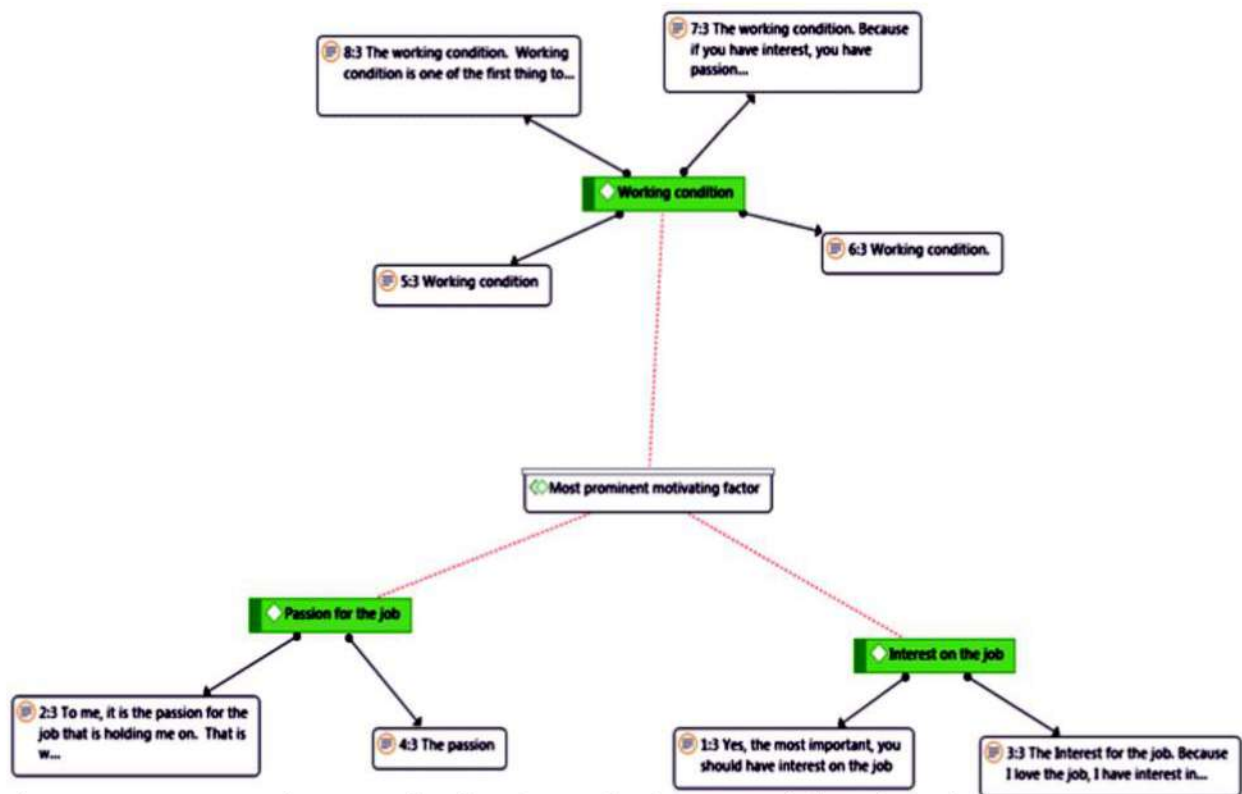 8:3 The working condition. Working
condition is one of the first thing to...
7:3 The working condition. Because
if you have interest, you have
passion...
Working condition
5:3 Working condition
6:3 Working condition.
Most prominent motivating factor
Passion for the job
Interest on the job
2:3 To me, it is the passion for the
job that is holding me on. That is
w...
4:3 The passion
1:3 Yes, the most important, you
should have interest on the job
3:3 The Interest for the job. Because
I love the job, I have interest in...